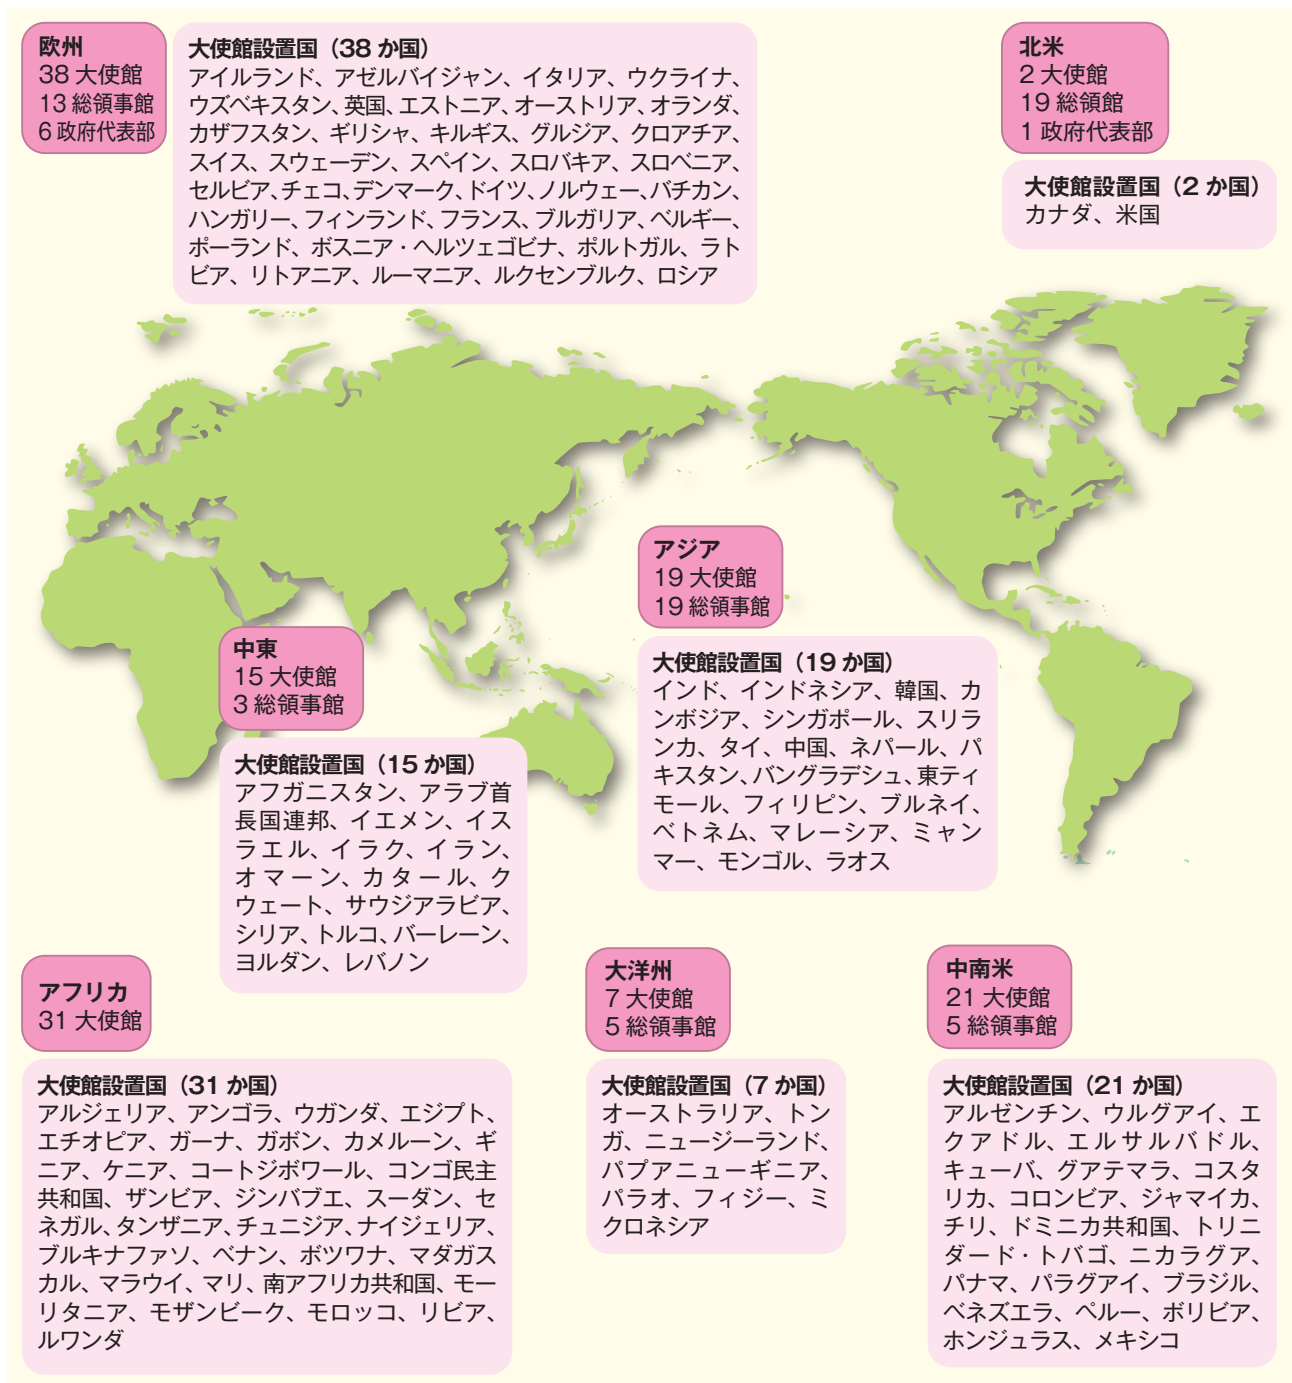 欧州
38 大使館
13 総領事館
6 政府代表部
大使館設置国（38 か国）
アイルランド、アゼルバイジャン、イタリア、ウクライナ、
ウズベキスタン、英国、エストニア、オーストリア、オランダ、
カザフスタン、ギリシャ、キルギス、グルジア、クロアチア、
スイス、スウェーデン、スペイン、スロバキア、スロベニア、
セルビア、チェコ、デンマーク、ドイツ、ノルウェー、バチカン、
ハンガリー、フィンランド、フランス、ブルガリア、ベルギー、
ポーランド、ボスニア・ヘルツェゴビナ、ポルトガル、ラト
ビア、リトアニア、ルーマニア、ルクセンブルク、ロシア
北米
2 大使館
19 総領館
1 政府代表部
大使館設置国（2 か国）
カナダ、米国
アジア
19 大使館
19 総領事館
大使館設置国（19 か国）
インド、インドネシア、韓国、カ
ンボジア、シンガポール、スリラ
ンカ、タイ、中国、ネパール、パ
キスタン、バングラデシュ、東ティ
モール、フィリピン、ブルネイ、
ベトネム、マレーシア、ミャン
マー、モンゴル、ラオス
中東
15 大使館
3 総領事館
大使館設置国（15 か国）
アフガニスタン、アラブ首
長国連邦、イエメン、イス
ラエル、イラク、イラン、
オマーン、カタール、ク
ウェート、サウジアラビア、
シリア、トルコ、バーレーン、
ヨルダン、レバノン
アフリカ
31 大使館
大使館設置国（31 か国）
アルジェリア、アンゴラ、ウガンダ、エジプト、
エチオピア、ガーナ、ガボン、カメルーン、ギ
ニア、ケニア、コートジボワール、コンゴ民主
共和国、ザンビア、ジンバブエ、スーダン、セ
ネガル、タンザニア、チュニジア、ナイジェリア、
ブルキナファソ、ベナン、ボツワナ、マダガス
カル、マラウイ、マリ、南アフリカ共和国、モー
リタニア、モザンビーク、モロッコ、リビア、
ルワンダ
大洋州
7 大使館
5 総領事館
大使館設置国（7 か国）
オーストラリア、トン
ガ、ニュージーランド、
パプアニューギニア、
パラオ、フィジー、ミ
クロネシア
中南米
21 大使館
5 総領事館
大使館設置国（21 か国）
アルゼンチン、ウルグアイ、エ
クアドル、エルサルバドル、
キューバ、グアテマラ、コスタ
リカ、コロンビア、ジャマイカ、
チリ、ドミニカ共和国、トリニ
ダード・トバゴ、ニカラグア、
パナマ、パラグアイ、ブラジル、
ベネズエラ、ペルー、ボリビア、
ホンジュラス、メキシコ